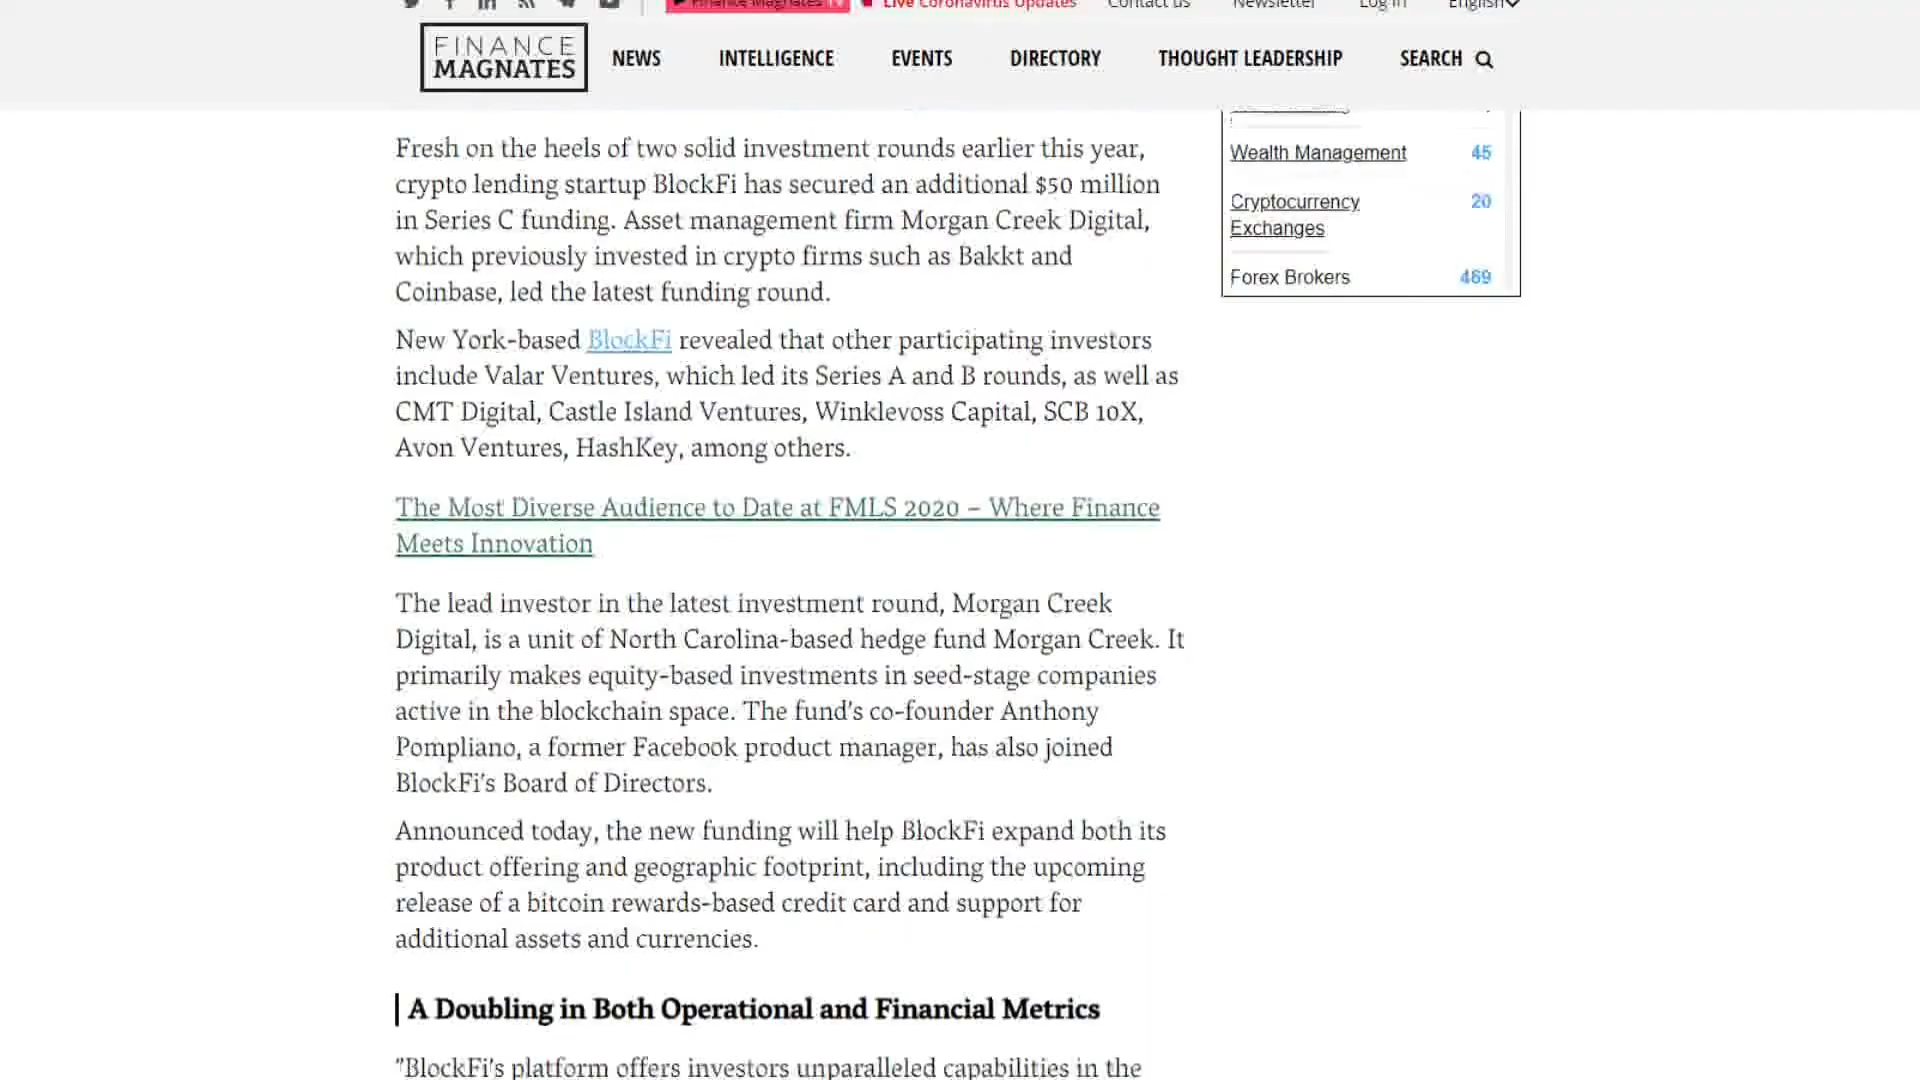 Finance Magnates TV
Live Coronavirus Updates
Contact us
Newsletter
Log In
English
FINANCE
MAGNATES
NEWS
INTELLIGENCE
EVENTS
DIRECTORY
THOUGHT LEADERSHIP
SEARCH
Fresh on the heels of two solid investment rounds earlier this year,
crypto lending startup BlockFi has secured an additional $50 million
in Series C funding. Asset management firm Morgan Creek Digital,
which previously invested in crypto firms such as Bakkt and
Coinbase, led the latest funding round.
New York-based BlockFi revealed that other participating investors
include Valar Ventures, which led its Series A and B rounds, as well as
CMT Digital, Castle Island Ventures, Winklevoss Capital, SCB 10X,
Avon Ventures, HashKey, among others.
The Most Diverse Audience to Date at FMLS 2020 – Where Finance
Meets Innovation
The lead investor in the latest investment round, Morgan Creek
Digital, is a unit of North Carolina-based hedge fund Morgan Creek. It
primarily makes equity-based investments in seed-stage companies
active in the blockchain space. The fund's co-founder Anthony
Pompliano, a former Facebook product manager, has also joined
BlockFi's Board of Directors.
Announced today, the new funding will help BlockFi expand both its
product offering and geographic footprint, including the upcoming
release of a bitcoin rewards-based credit card and support for
additional assets and currencies.
A Doubling in Both Operational and Financial Metrics
"BlockFi's platform offers investors unparalleled capabilities in the
Wealth Management 45
Cryptocurrency 20
Exchanges
Forex Brokers 469